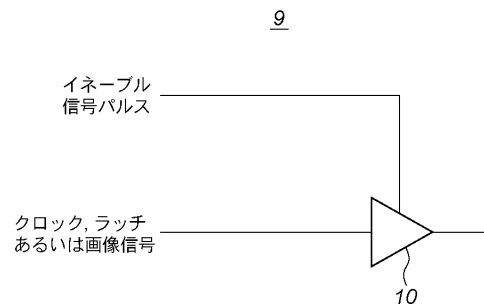 9
イネーブル
信号パルス
クロック, ラッチ
あるいは画像信号
10